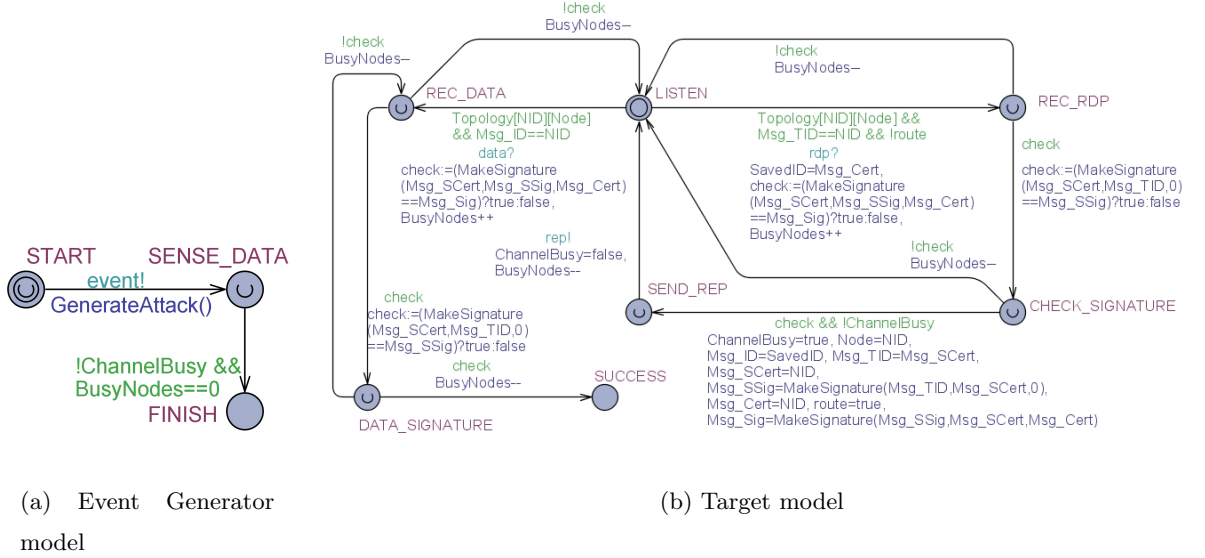 START
SENSE_DATA
event!
GenerateAttack()
!ChannelBusy &&
BusyNodes==0
FINISH
(a) Event Generator
model
!check
BusyNodes--
!check
BusyNodes--
REC_DATA
LISTEN
!check
BusyNodes--
REC_RDP
Topology[NID][Node]
&& Msg_ID==NID
data?
check:=(MakeSignature
(Msg_SCert,Msg_SSig,Msg_Cert)
==Msg_Sig)?true:false,
BusyNodes++
Topology[NID][Node] &&
Msg_TID==NID && !route
rdp?
SavedID=Msg_Cert,
check:=(MakeSignature
(Msg_SCert,Msg_SSig,Msg_Cert)
==Msg_Sig)?true:false,
BusyNodes++
check
check:=(MakeSignature
(Msg_SCert,Msg_TID,0)
==Msg_SSig)?true:false
rep!
ChannelBusy=false,
BusyNodes--
!check
BusyNodes--
SEND_REP
CHECK_SIGNATURE
check
check:=(MakeSignature
(Msg_SCert,Msg_TID,0)
==Msg_SSig)?true:false
check && !ChannelBusy
ChannelBusy=true, Node=NID,
Msg_ID=SavedID, Msg_TID=Msg_SCert,
Msg_SCert=NID,
Msg_SSig=MakeSignature(Msg_TID,Msg_SCert,0),
Msg_Cert=NID, route=true,
Msg_Sig=MakeSignature(Msg_SSig,Msg_SCert,Msg_Cert)
check
BusyNodes--
SUCCESS
DATA_SIGNATURE
(b) Target model